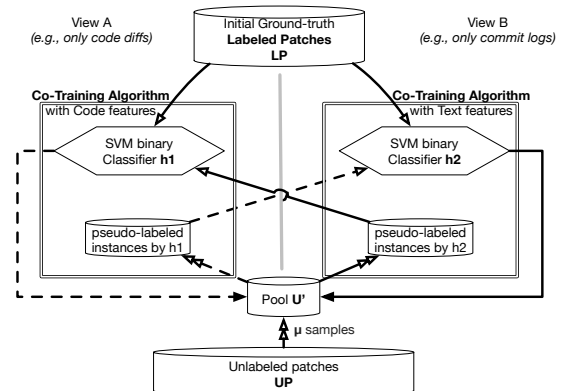 View A
(e.g., only code diffs)
Initial Ground-truth
Labeled Patches
LP
View B
(e.g., only commit logs)
Co-Training Algorithm
with Code features
Co-Training Algorithm
with Text features
SVM binary
Classifier h1
SVM binary
Classifier h2
pseudo-labeled
instances by h1
pseudo-labeled
instances by h2
Pool U'
μ samples
Unlabeled patches
UP